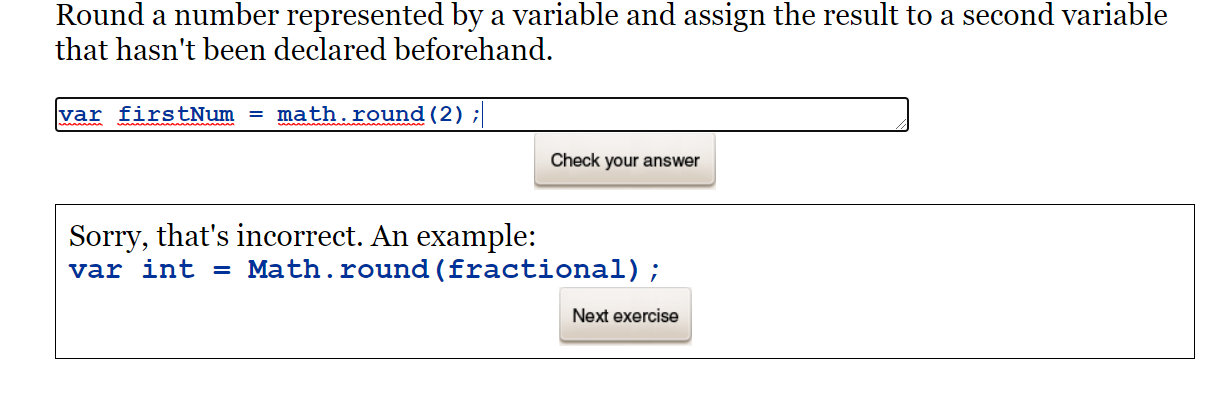 Round a number represented by a variable and assign the result to a second variable
that hasn't been declared beforehand.
var firstNum = math.round(2);
Check your answer
Sorry, that's incorrect. An example:
var int = Math.round(fractional);
Next exercise